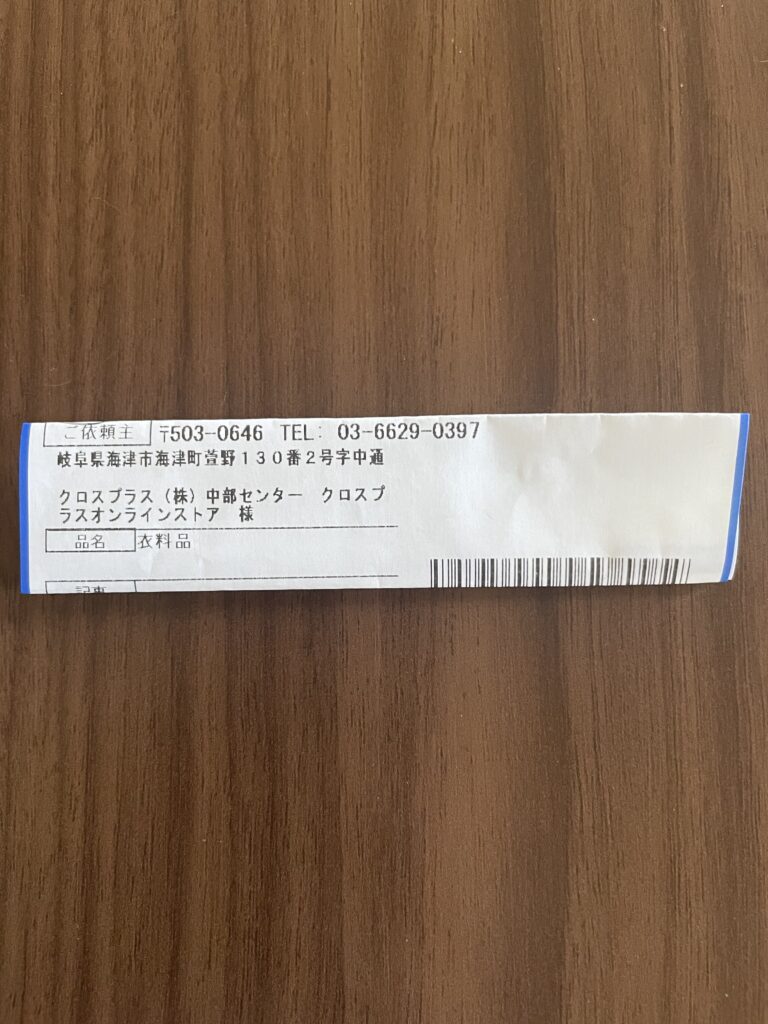 ご依頼主 〒503-0646 TEL: 03-6629-0397
岐阜県海津市海津町萱野１３０番２号字中通
クロスプラス（株）中部センター　クロスプ
ラスオンラインストア　様
品名 衣料品
記事